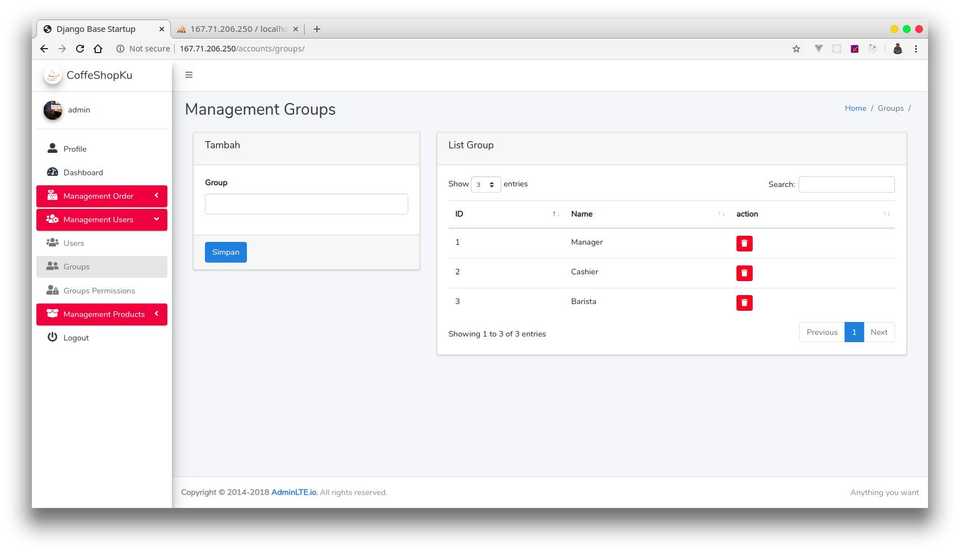 Django Base Startup
167.71.206.250 / localh
Not secure
167.71.206.250/accounts/groups/
CoffeShopKu
admin
Profile
Dashboard
Management Order
Management Users
Users
Groups
Groups Permissions
Management Products
Logout
Management Groups
Home / Groups /
Tambah
Group
Simpan
List Group
Show 3 entries
Search:
ID Name action
1 Manager
2 Cashier
3 Barista
Showing 1 to 3 of 3 entries
Previous 1 Next
Copyright © 2014-2018 AdminLTE.io. All rights reserved.
Anything you want